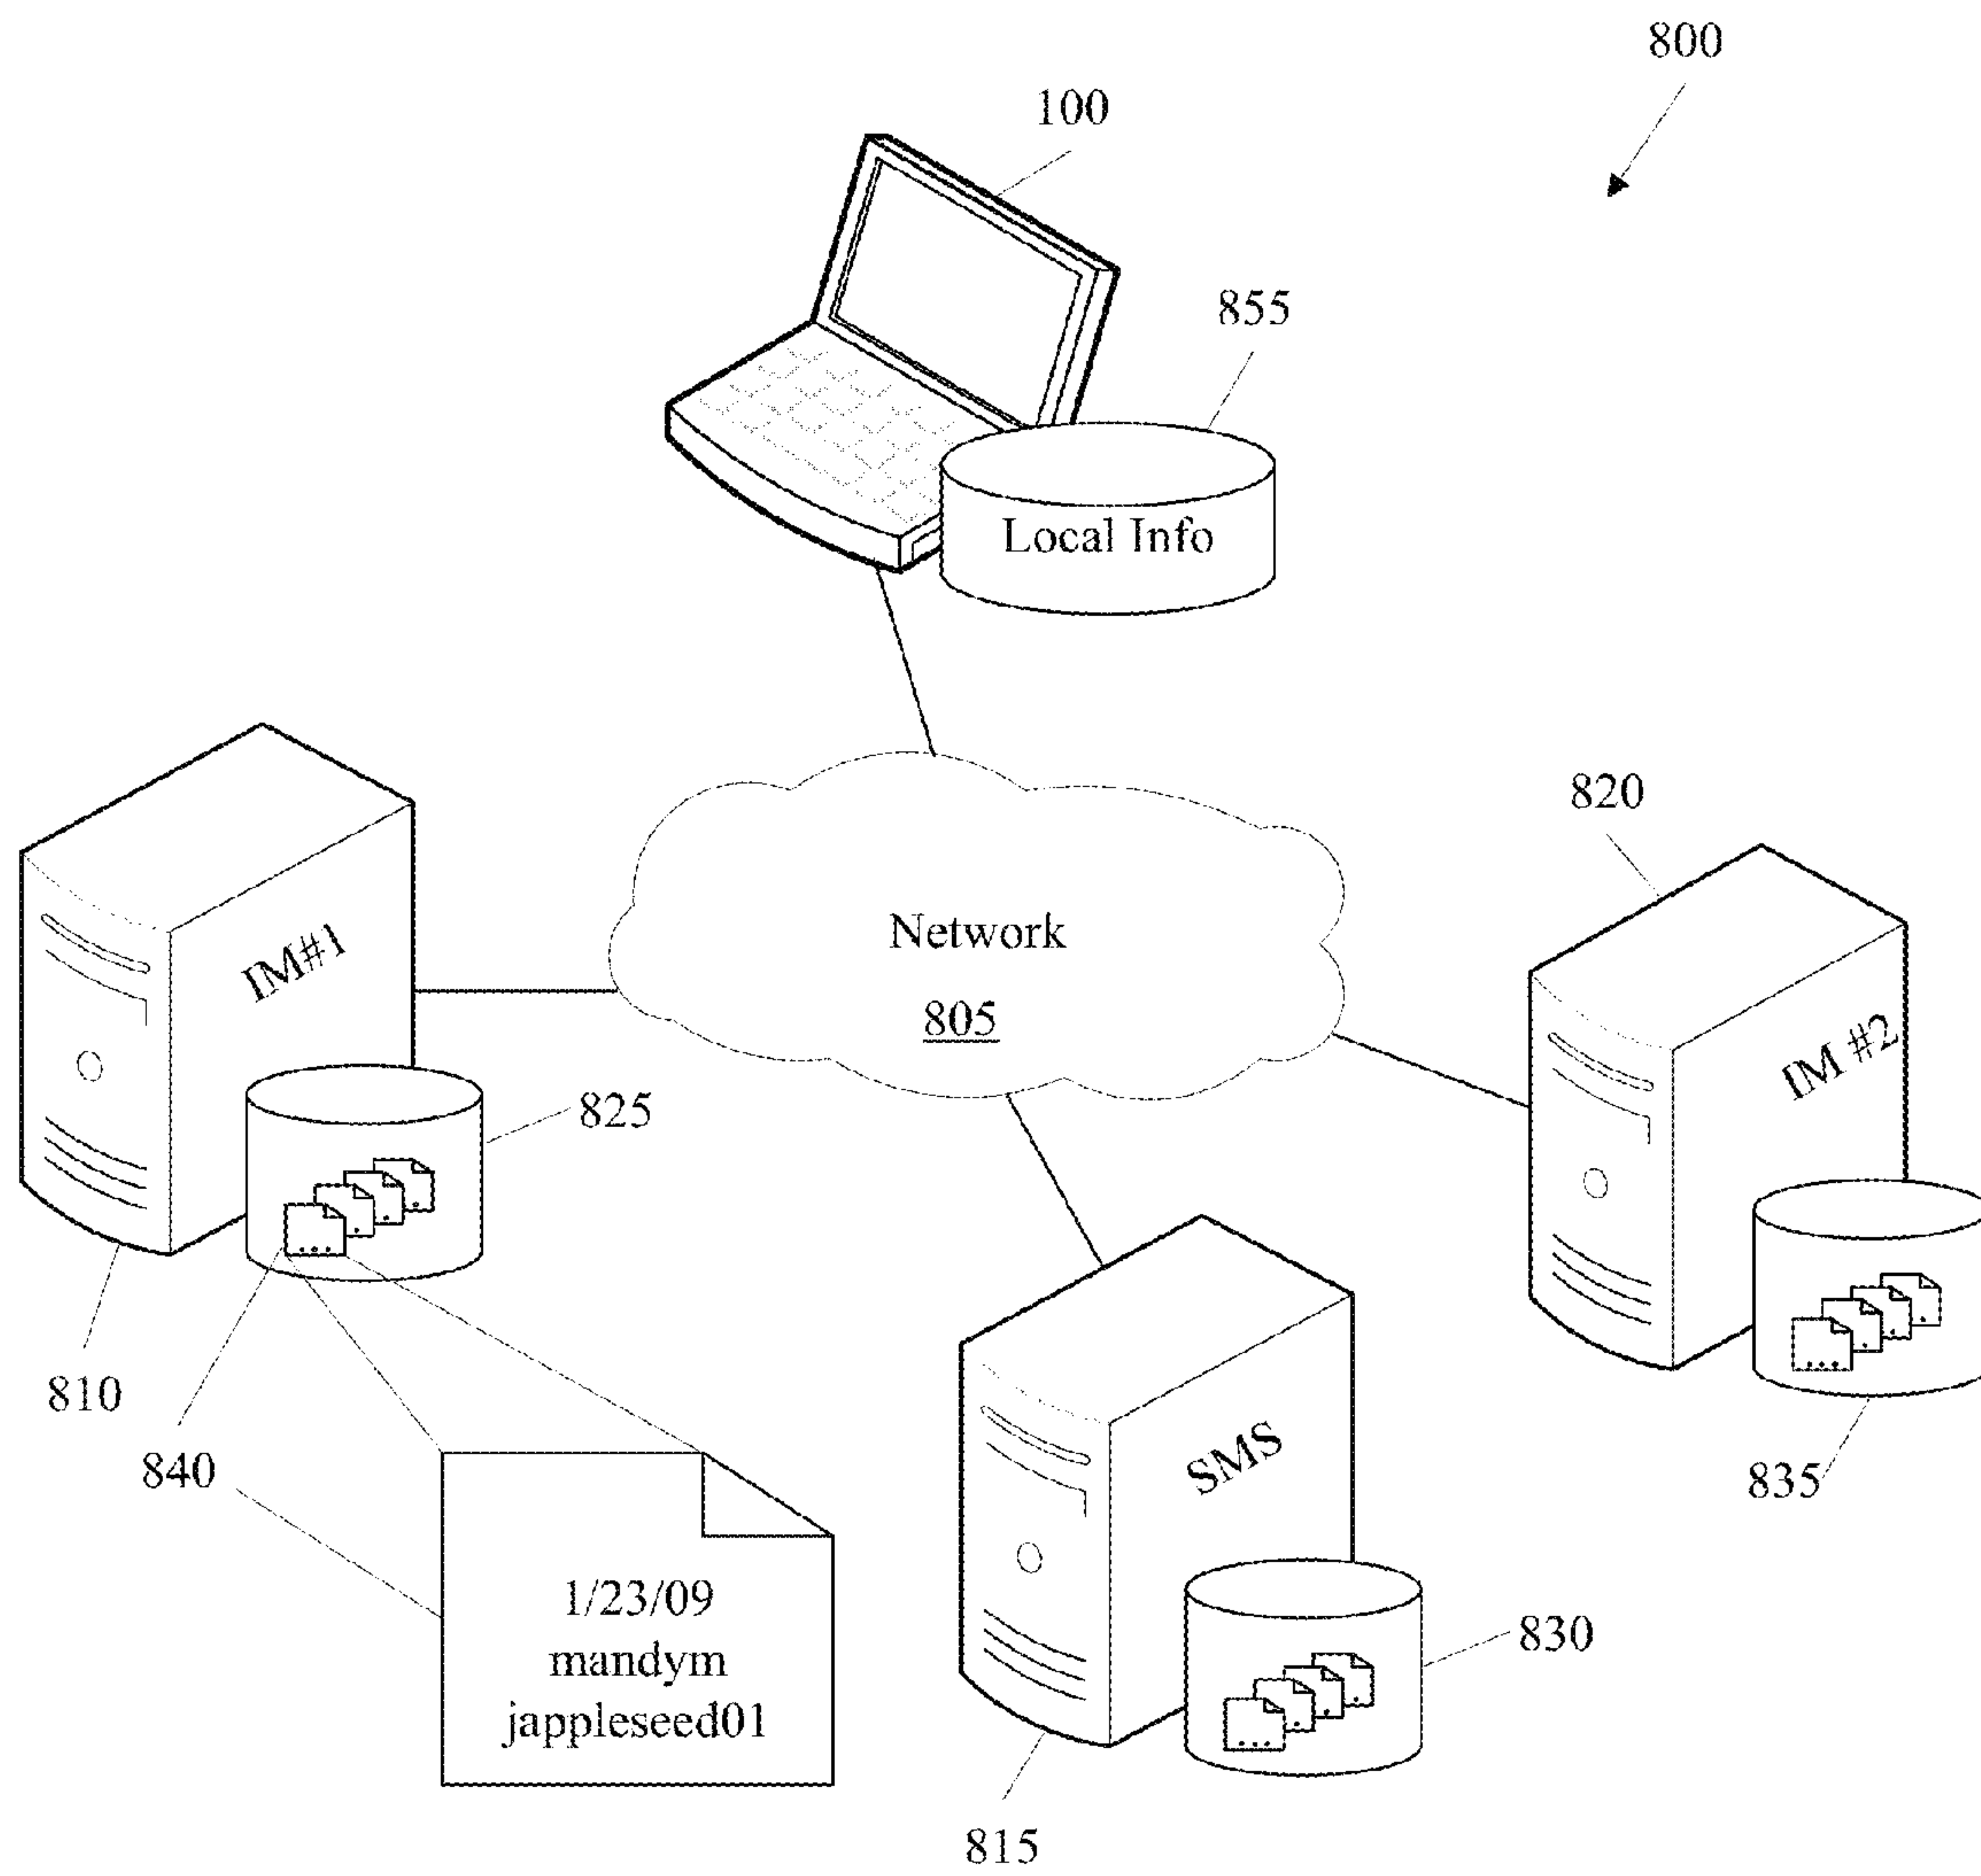 800
100
855
Local Info
820
Network
805
IM#1
IM #2
825
810
840
835
SMS
1/23/09
mandym
jappleseed01
830
815